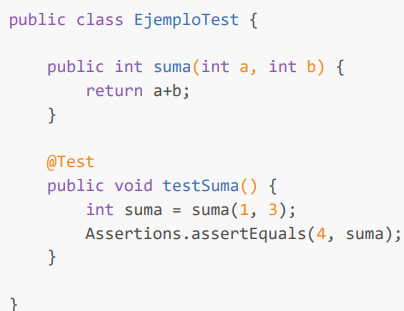 public class EjemploTest {
public int suma(int a, int b) {
return a+b;
}
@Test
public void testSuma() {
int suma = suma(1, 3);
Assertions.assertEquals(4, suma);
}
}